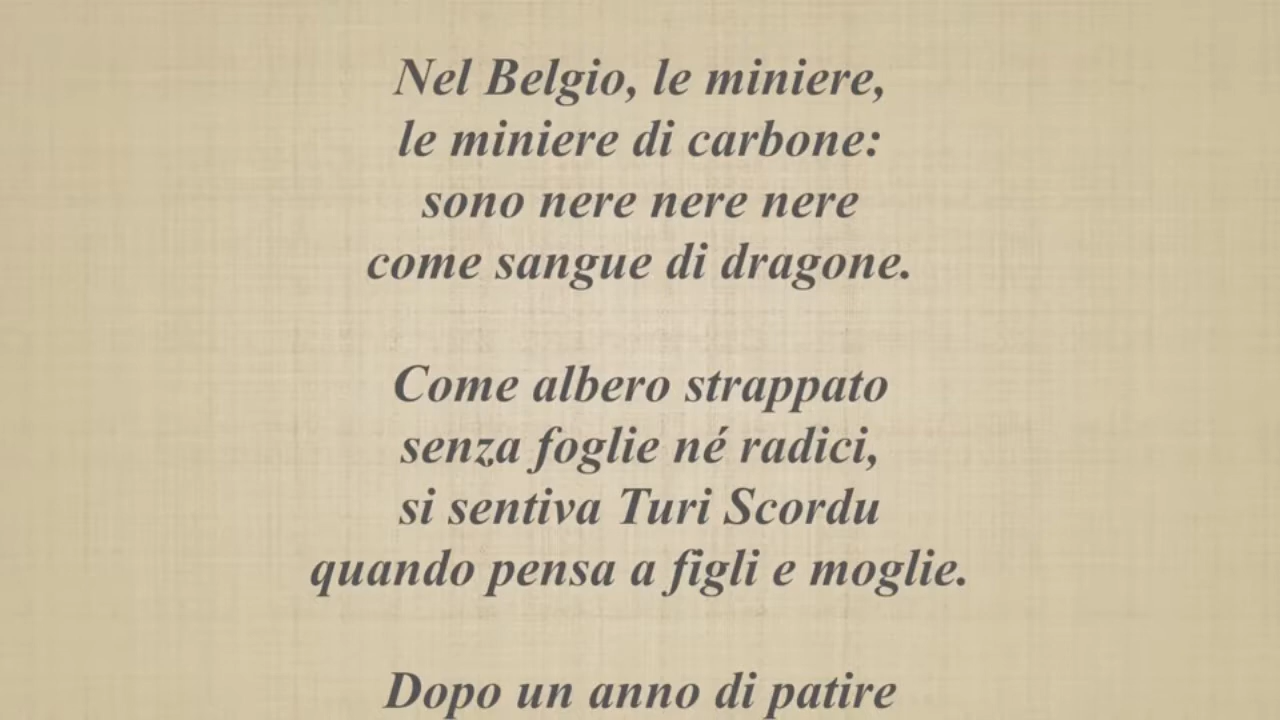 Nel Belgio, le miniere,
le miniere di carbone:
sono nere nere nere
come sangue di dragone.
Come albero strappato
senza foglie né radici,
si sentiva Turi Scordu
quando pensa a figli e moglie.
Dopo un anno di patire